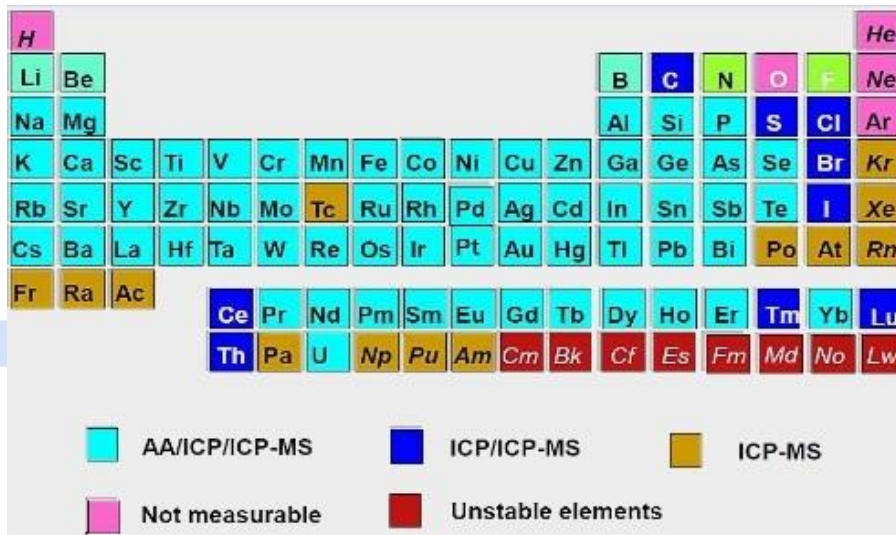 H He
Li Be B C N O F Ne
Na Mg Al Si P S Cl Ar
K Ca Sc Ti V Cr Mn Fe Co Ni Cu Zn Ga Ge As Se Br Kr
Rb Sr Y Zr Nb Mo Tc Ru Rh Pd Ag Cd In Sn Sb Te I Xe
Cs Ba La Hf Ta W Re Os Ir Pt Au Hg Tl Pb Bi Po At Rn
Fr Ra Ac
Ce Pr Nd Pm Sm Eu Gd Tb Dy Ho Er Tm Yb Lu
Th Pa U Np Pu Am Cm Bk Cf Es Fm Md No Lw
AA/ICP/ICP-MS ICP/ICP-MS ICP-MS
Not measurable Unstable elements